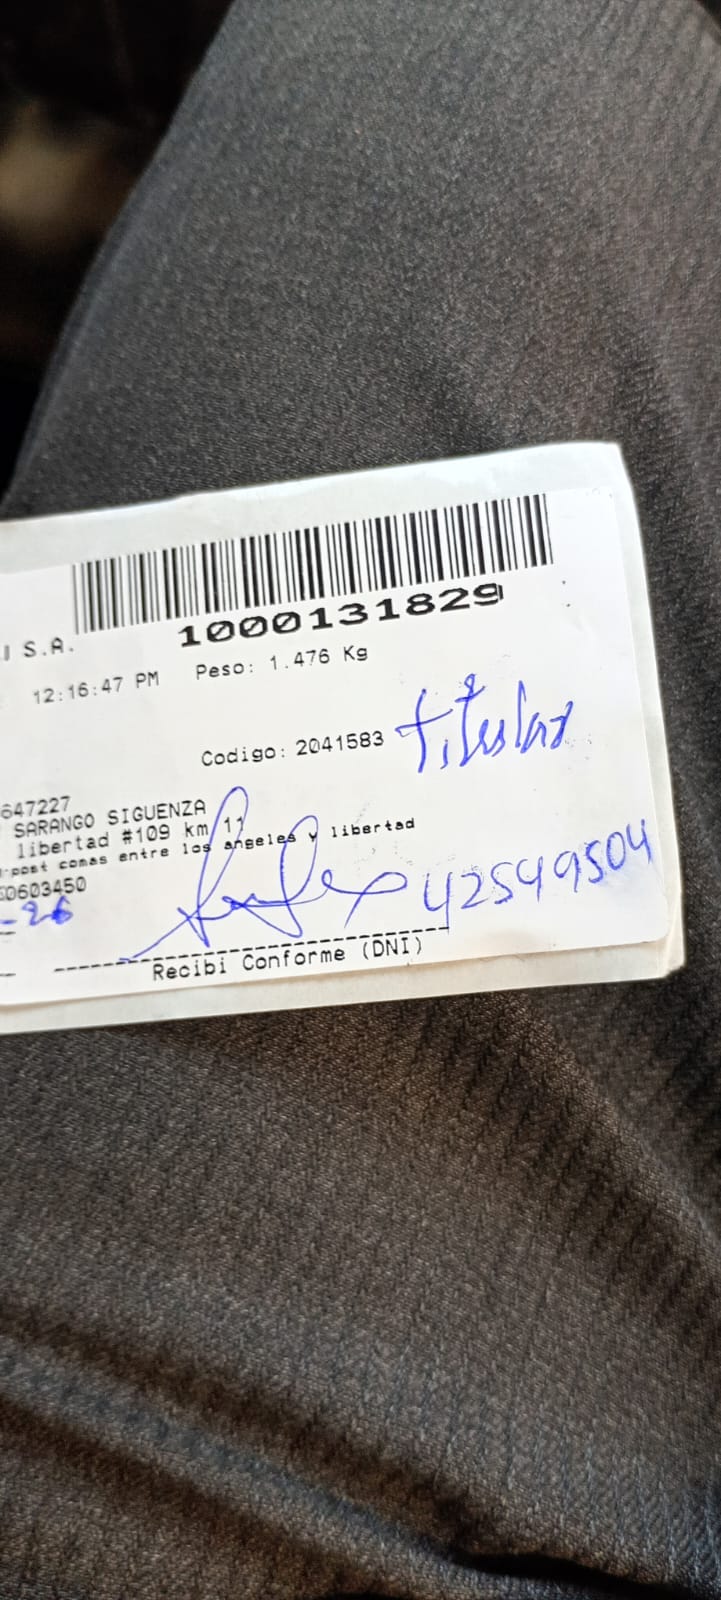 1000131829
I S.A.
12:16:47 PM Peso: 1.476 Kg
Codigo: 2041583 titular
647227
SARANGO SIGUENZA
libertad #109 km 11
post comas entre los angeles y libertad
0603450
-26
42549504
Recibi Conforme (DNI)